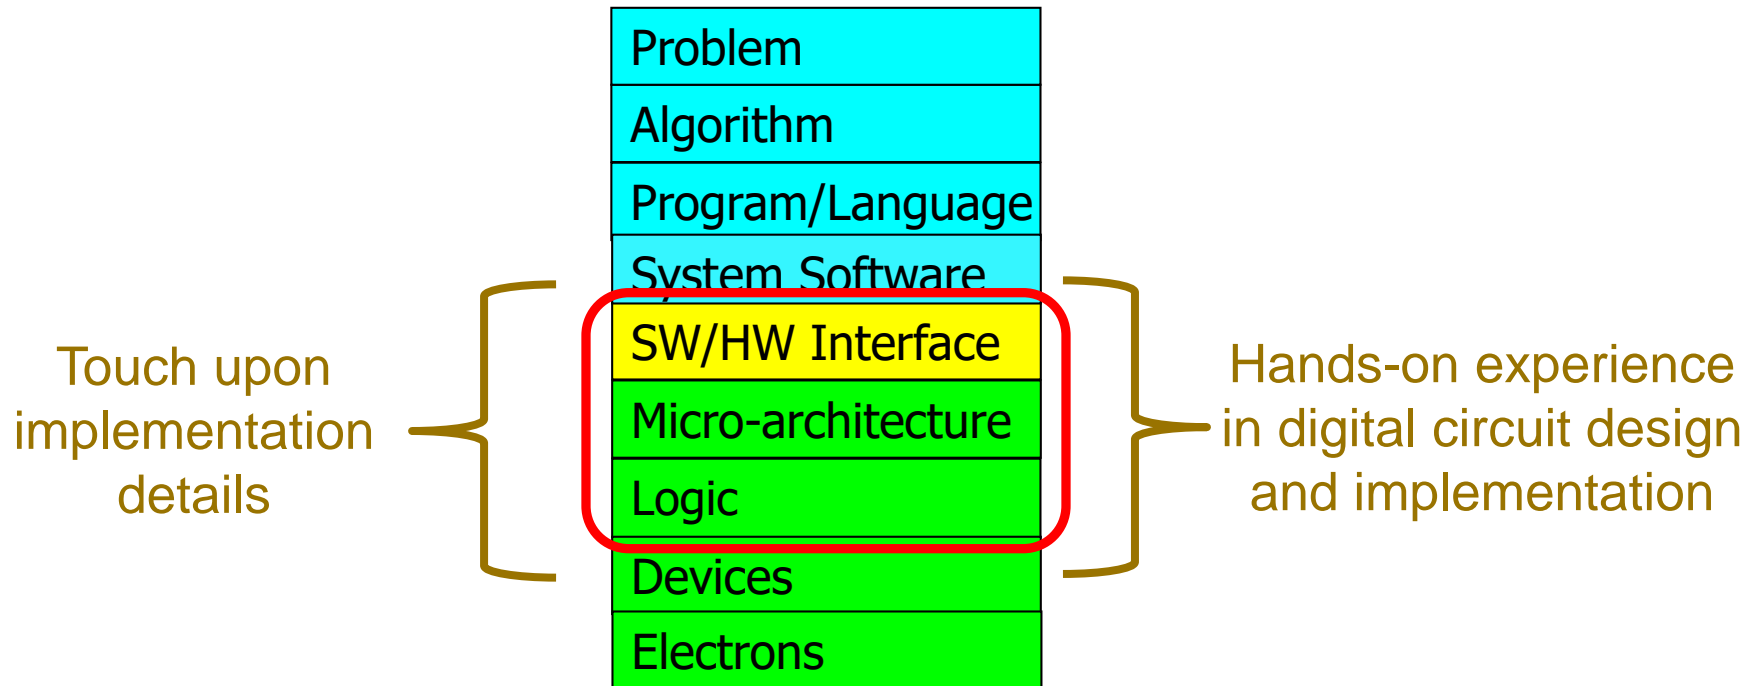 Problem
Algorithm
Program/Language
System Software
SW/HW Interface
Micro-architecture
Logic
Devices
Electrons
Touch upon
implementation
details
Hands-on experience
in digital circuit design
and implementation